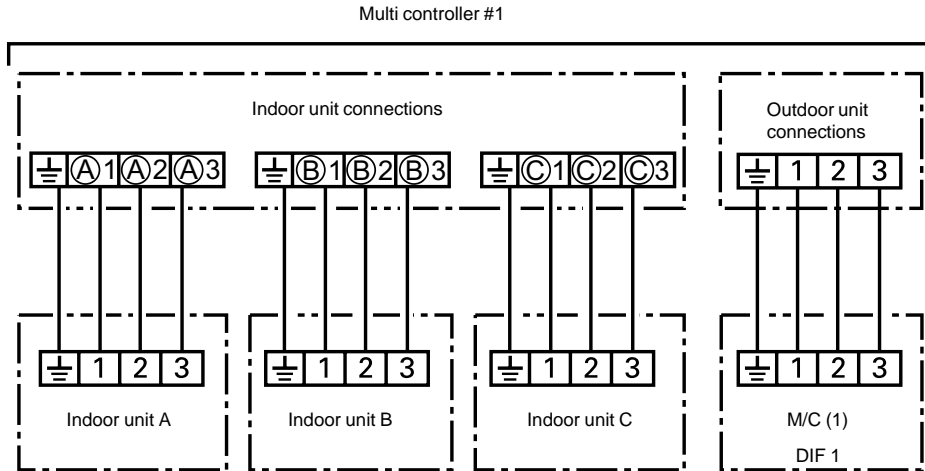 Multi controller #1
Indoor unit connections
Outdoor unit
connections
Ⓐ1 Ⓐ2 Ⓐ3
Ⓑ1 Ⓑ2 Ⓑ3
Ⓒ1 Ⓒ2 Ⓒ3
1 2 3
1 2 3
1 2 3
1 2 3
1 2 3
Indoor unit A
Indoor unit B
Indoor unit C
M/C (1)
DIF 1